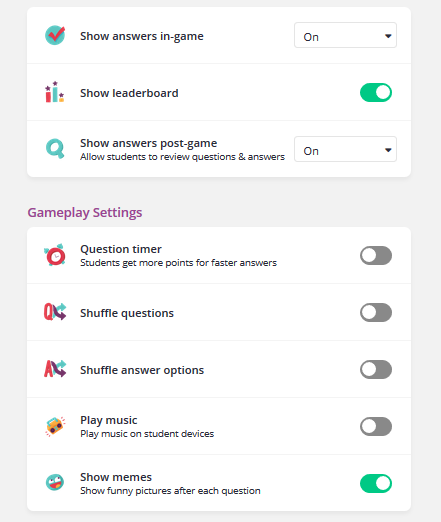 Show answers in-game
On
Show leaderboard
Show answers post-game
Allow students to review questions & answers
On
Gameplay Settings
Question timer
Students get more points for faster answers
Shuffle questions
Shuffle answer options
Play music
Play music on student devices
Show memes
Show funny pictures after each question